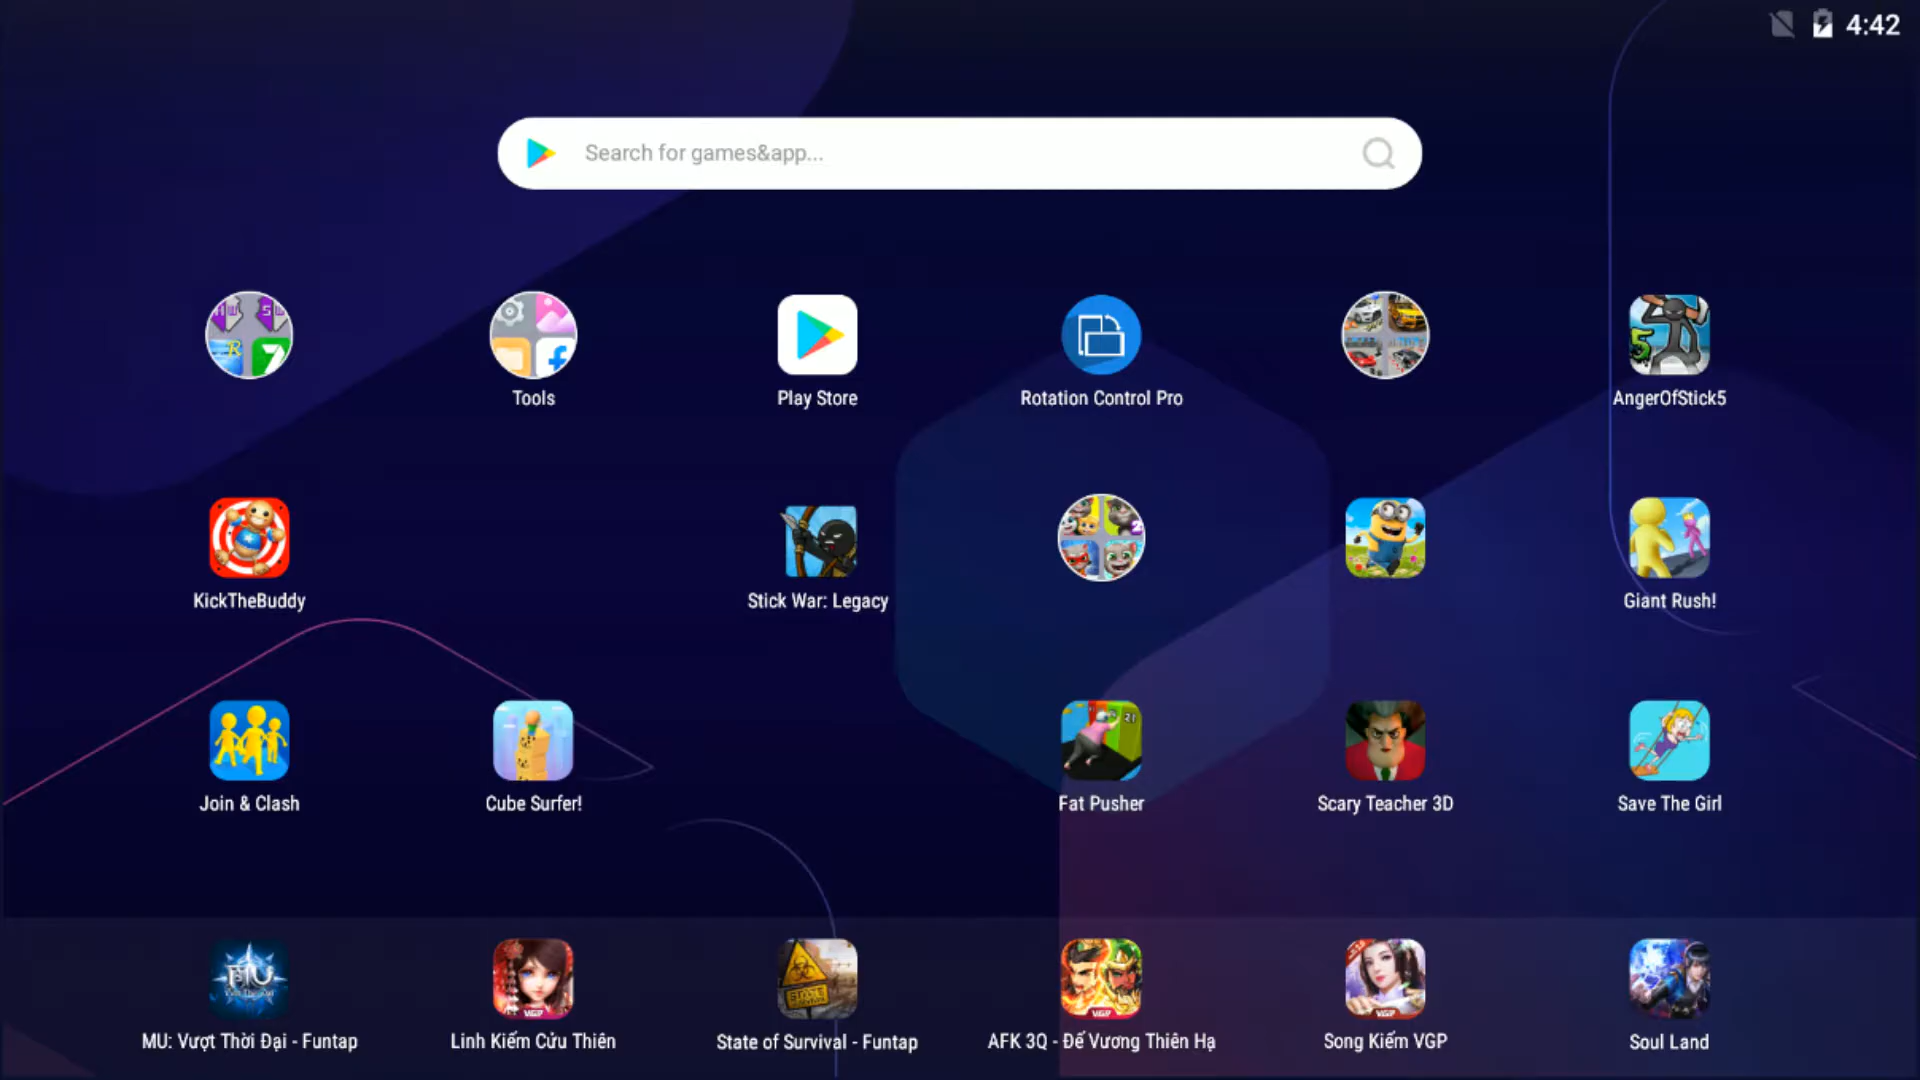 4:42
Search for games&app...
Tools
Play Store
Rotation Control Pro
AngerOfStick5
KickTheBuddy
Stick War: Legacy
Giant Rush!
Join & Clash
Cube Surfer!
Fat Pusher
Scary Teacher 3D
Save The Girl
MU: Vượt Thời Đại - Funtap
Linh Kiếm Cửu Thiên
State of Survival - Funtap
AFK 3Q - Đế Vương Thiên Hạ
Song Kiếm VGP
Soul Land